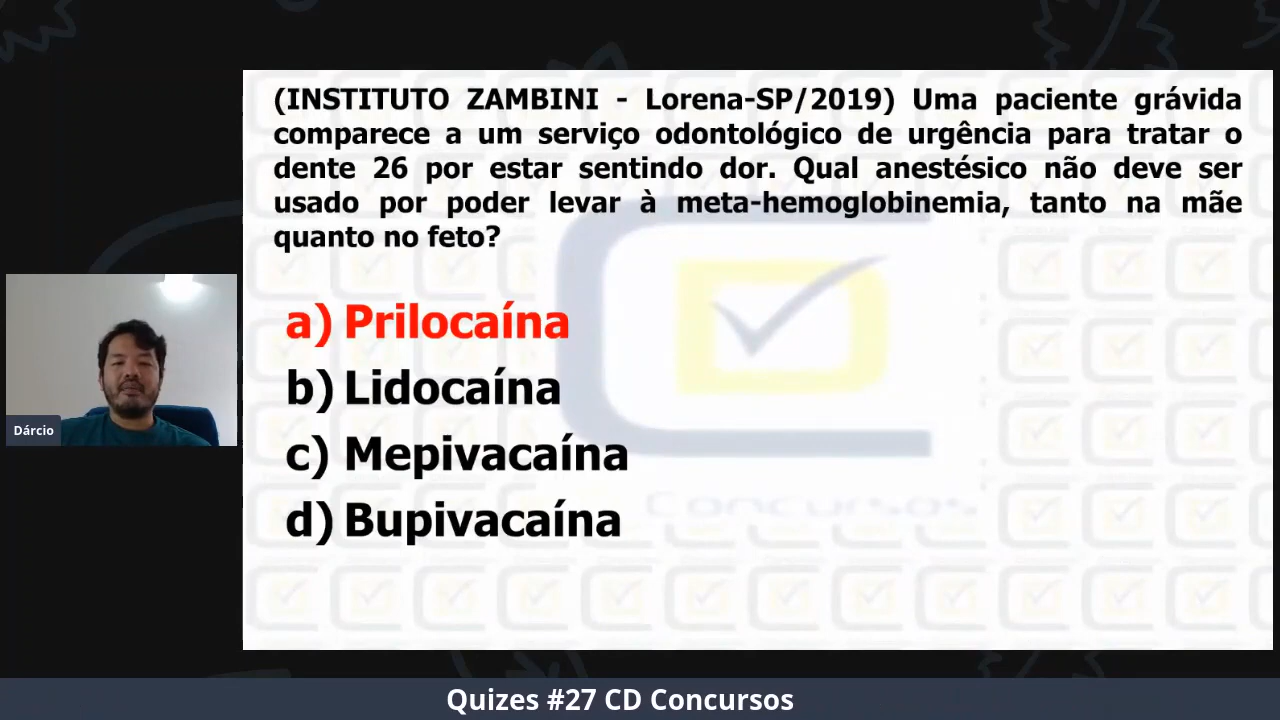 (INSTITUTO ZAMBINI - Lorena-SP/2019) Uma paciente grávida
comparece a um serviço odontológico de urgência para tratar o
dente 26 por estar sentindo dor. Qual anestésico não deve ser
usado por poder levar à meta-hemoglobinemia, tanto na mãe
quanto no feto?
a) Prilocaína
b) Lidocaína
c) Mepivacaína
d) Bupivacaína
Concursos
Dárcio
Quizes #27 CD Concursos